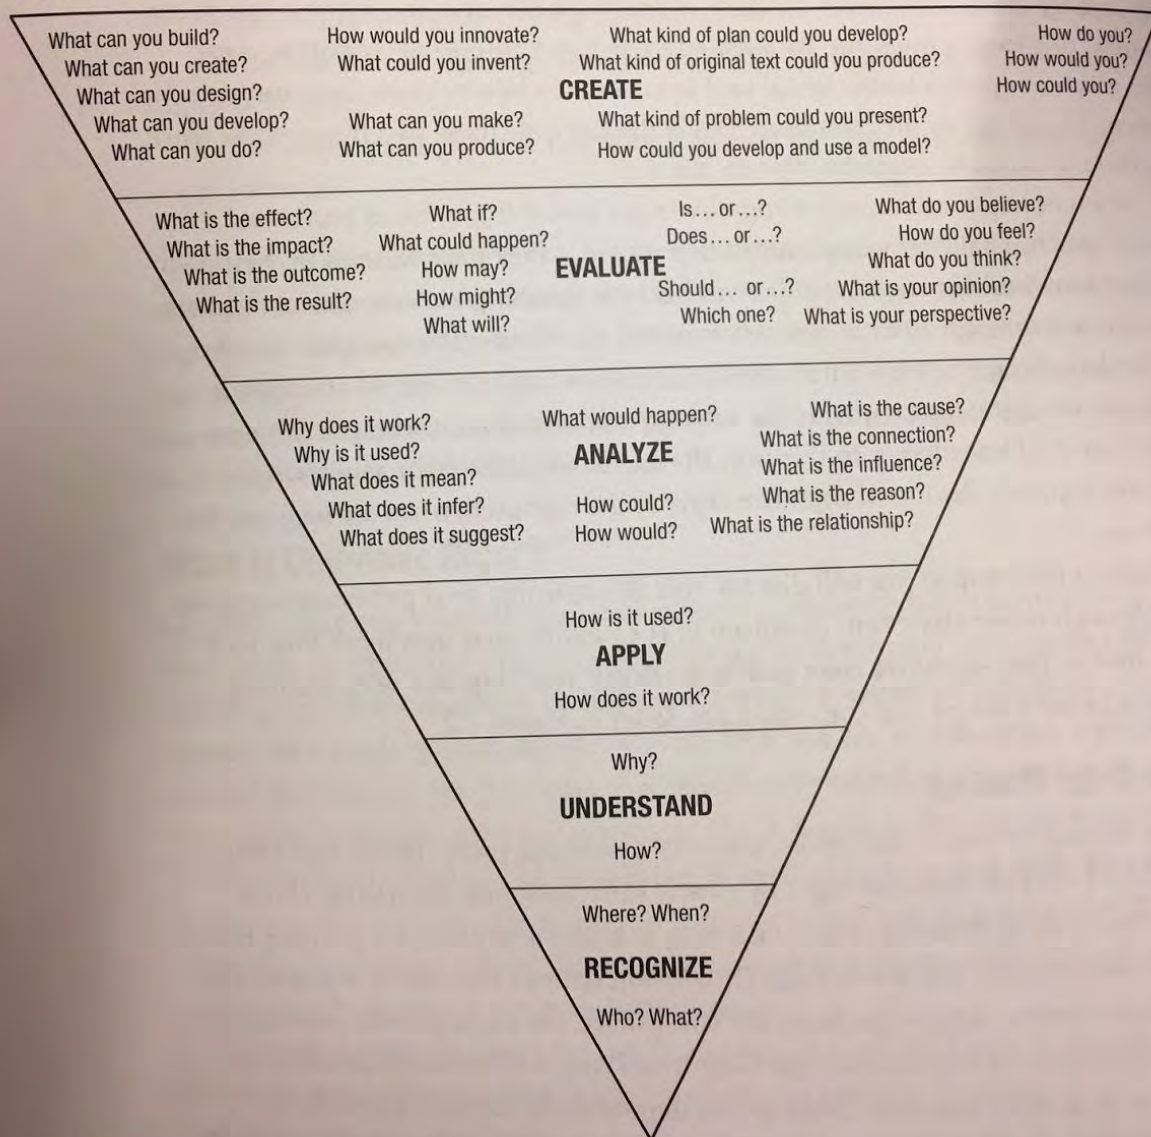 What can you build? How would you innovate? What kind of plan could you develop? How do you?
What can you create? What could you invent? What kind of original text could you produce? How would you?
What can you design? CREATE How could you?
What can you develop? What can you make? What kind of problem could you present?
What can you do? What can you produce? How could you develop and use a model?
What is the effect? What if? Is... or...? What do you believe?
What is the impact? What could happen? Does... or...? How do you feel?
What is the outcome? How may? EVALUATE What do you think?
What is the result? How might? Should... or...? What is your opinion?
What will? Which one? What is your perspective?
Why does it work? What would happen? What is the cause?
Why is it used? ANALYZE What is the connection?
What does it mean? What is the influence?
What does it infer? How could? What is the reason?
What does it suggest? How would? What is the relationship?
How is it used?
APPLY
How does it work?
Why?
UNDERSTAND
How?
Where? When?
RECOGNIZE
Who? What?